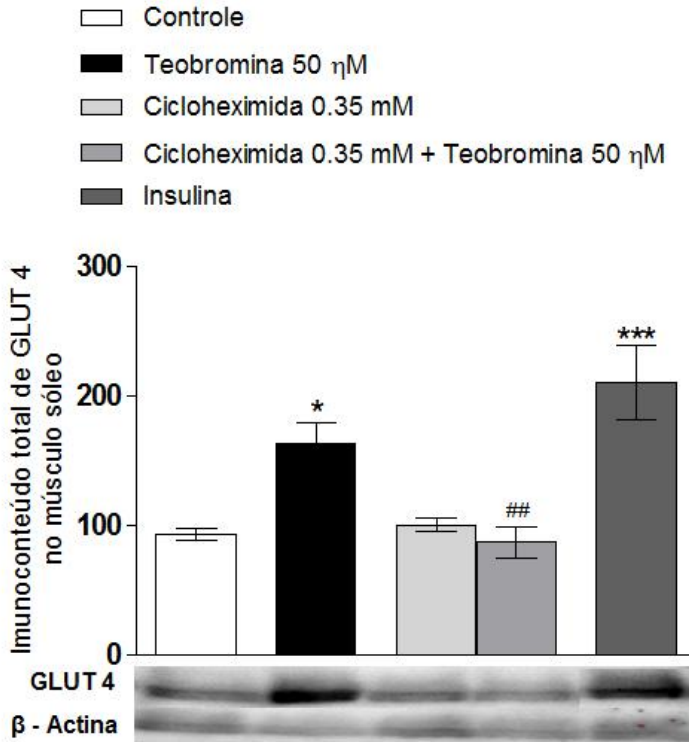 Controle
Teobromina 50 ηM
Cicloheximida 0.35 mM
Cicloheximida 0.35 mM + Teobromina 50 ηM
Insulina
Imunoconteúdo total de GLUT 4
no músculo sóleo
300
200
100
0
*
##
***
GLUT 4
β - Actina